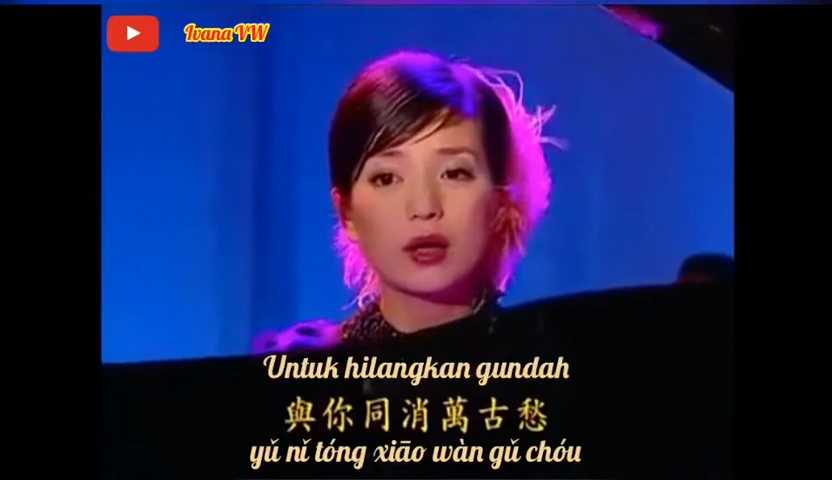 Ivana VW
Untuk hilangkan gundah
與你同消萬古愁
yǔ nǐ tóng xiāo wàn gǔ chóu